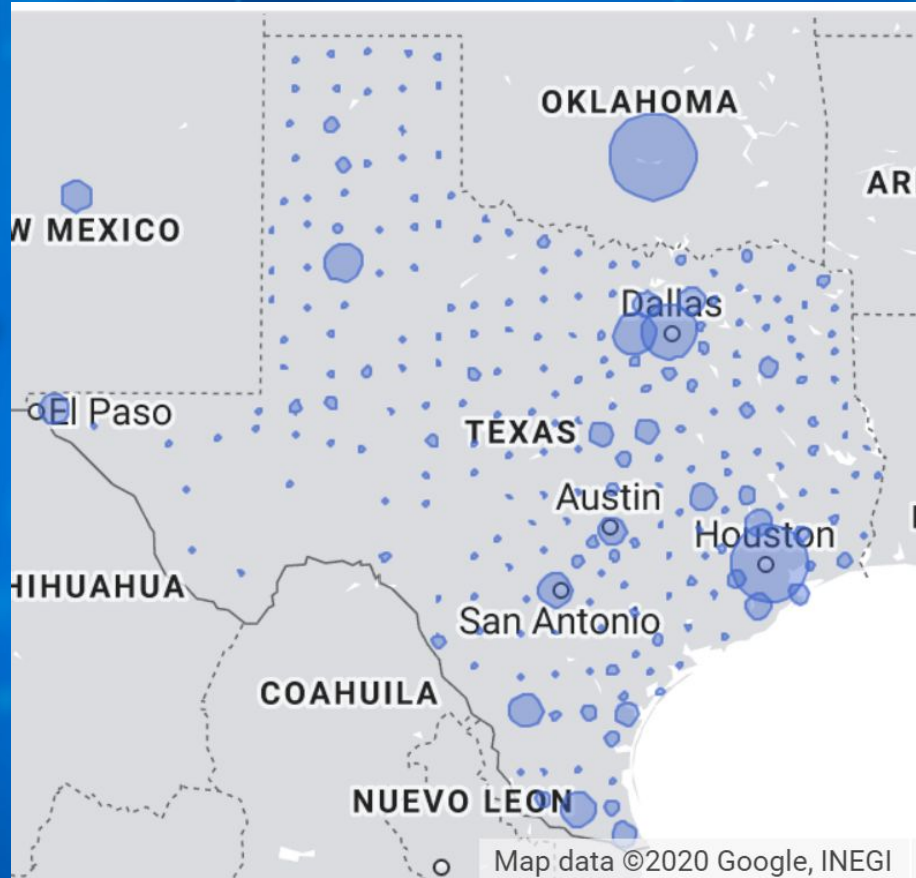 OKLAHOMA
AR
W MEXICO
Dallas
El Paso
TEXAS
Austin
Houston
HIHUAHUA
San Antonio
COAHUILA
NUEVO LEON
Map data ©2020 Google, INEGI